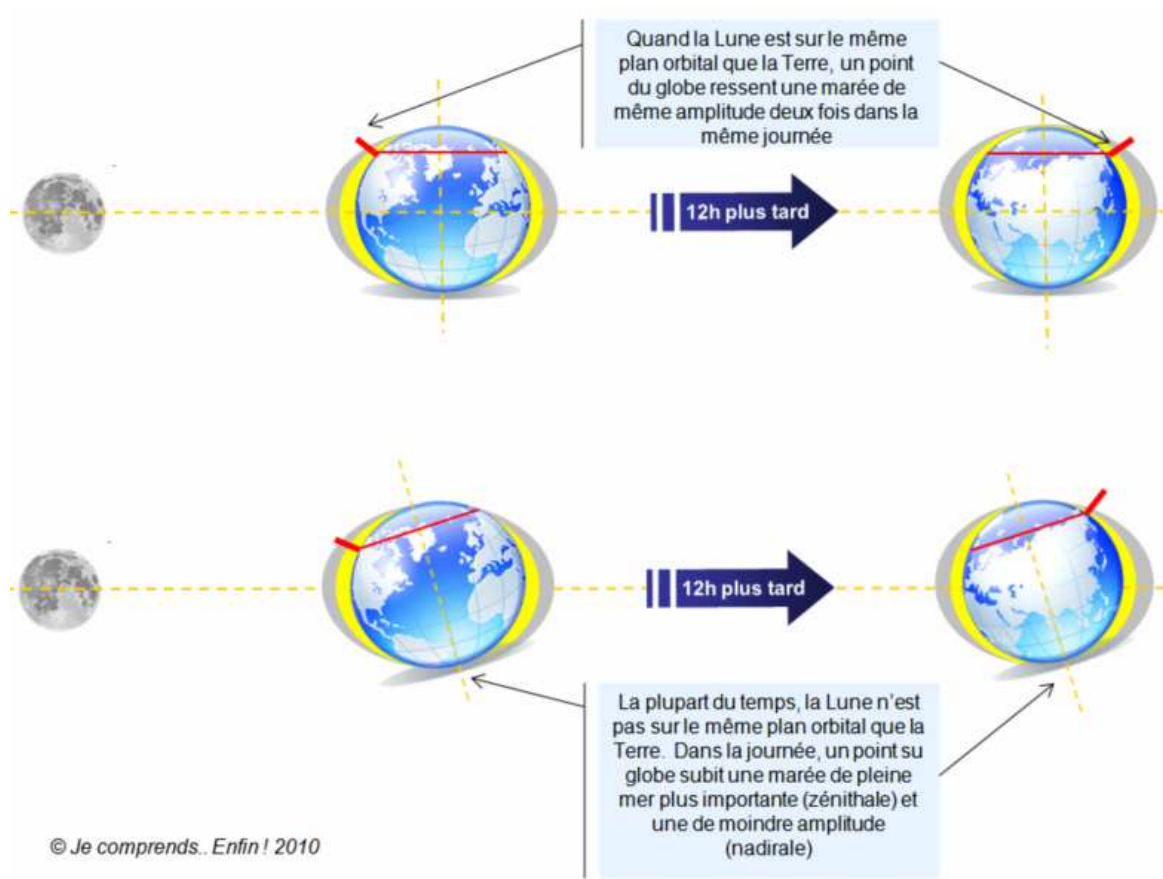 Quand la Lune est sur le même
plan orbital que la Terre, un point
du globe ressent une marée de
même amplitude deux fois dans la
même journée
12h plus tard
12h plus tard
La plupart du temps, la Lune n'est
pas sur le même plan orbital que la
Terre. Dans la journée, un point su
globe subit une marée de pleine
mer plus importante (zénithale) et
une de moindre amplitude
(nadirale)
© Je comprends.. Enfin ! 2010